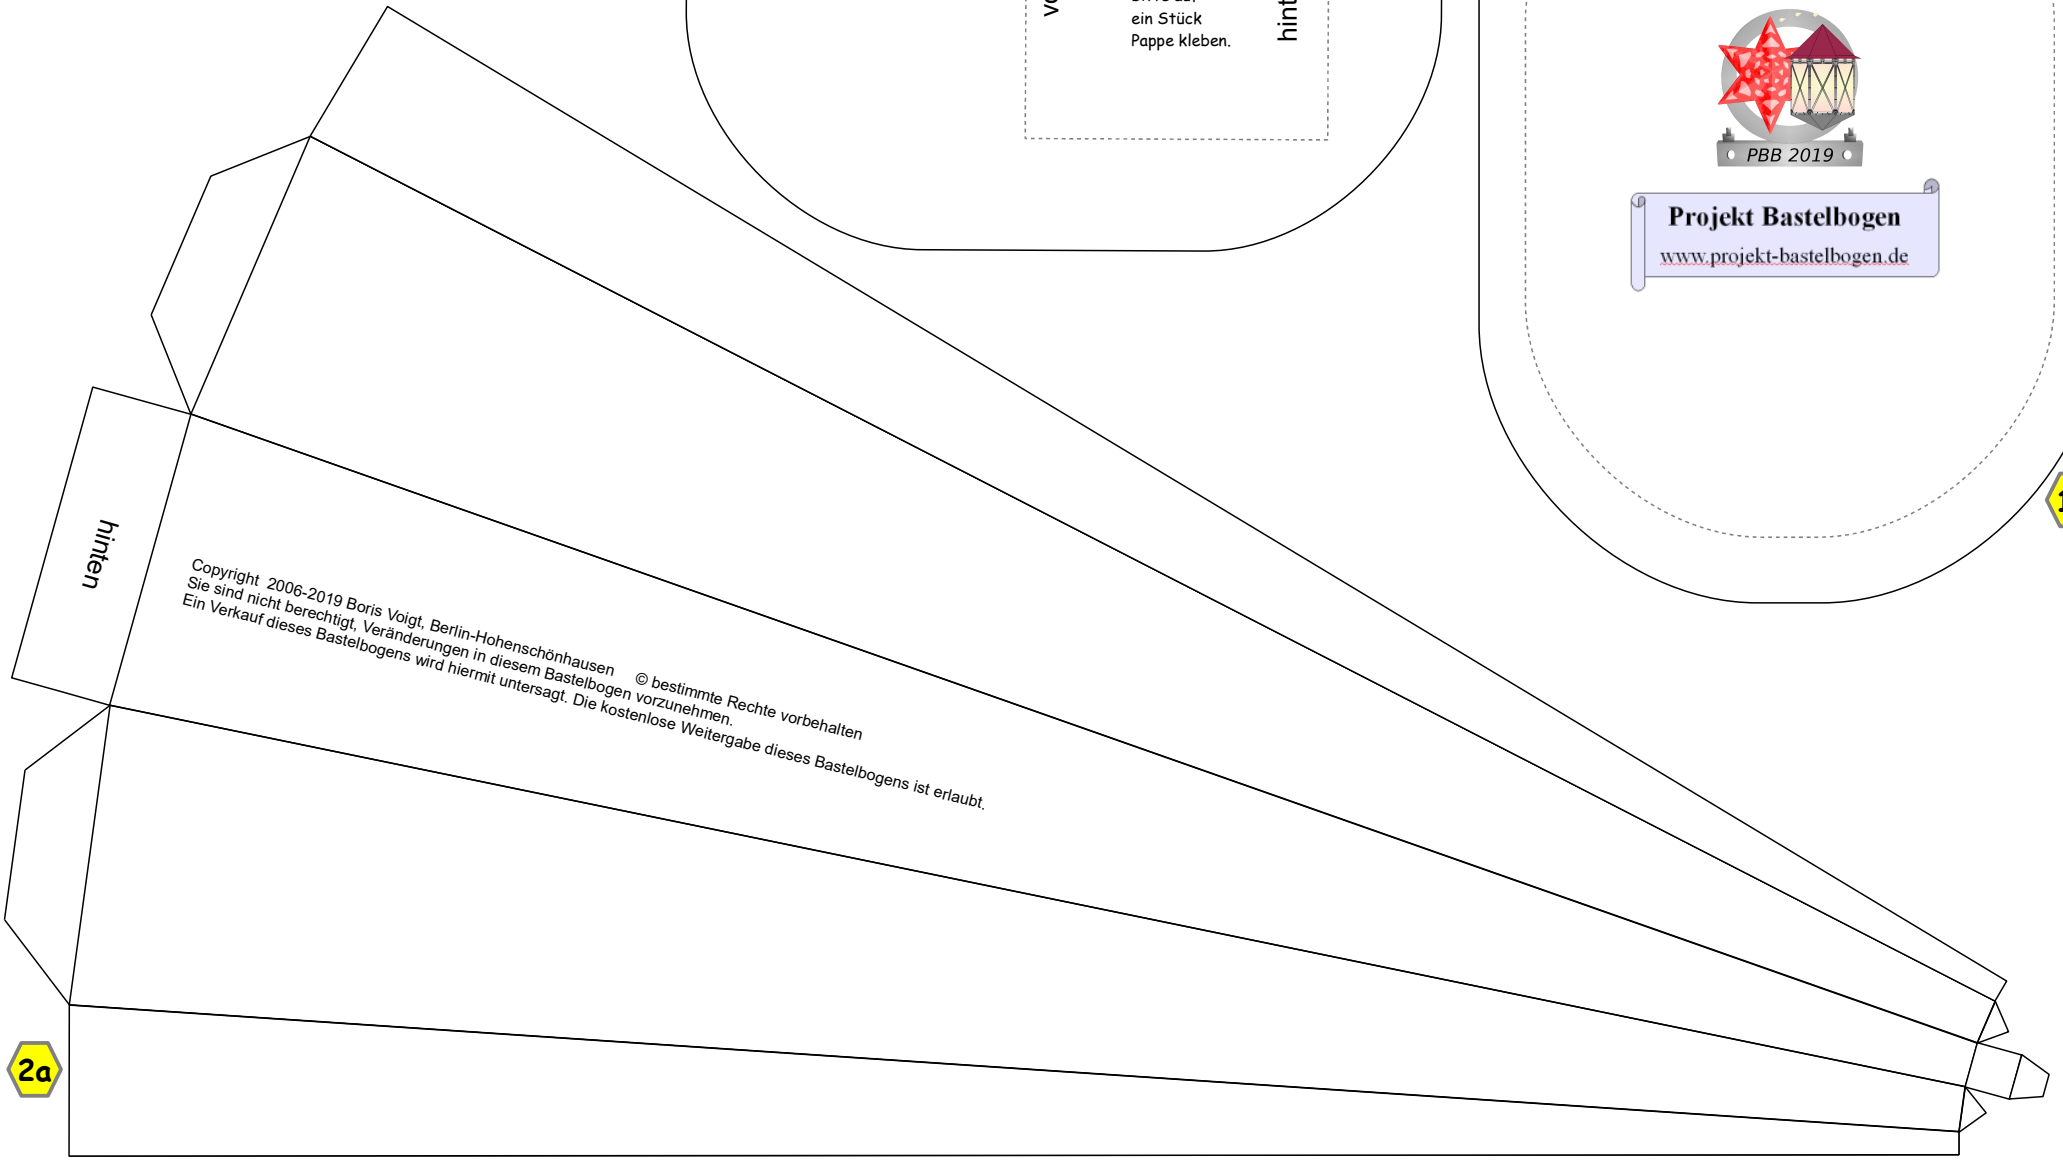 ein Stück
Pappe kleben.
PBB 2019
Projekt Bastelbogen
www.projekt-bastelbogen.de
hinten
Copyright  2006-2019 Boris Voigt, Berlin-Hohenschönhausen    © bestimmte Rechte vorbehalten
Sie sind nicht berechtigt, Veränderungen in diesem Bastelbogen vorzunehmen.
Ein Verkauf dieses Bastelbogens wird hiermit untersagt. Die kostenlose Weitergabe dieses Bastelbogens ist erlaubt.
2a